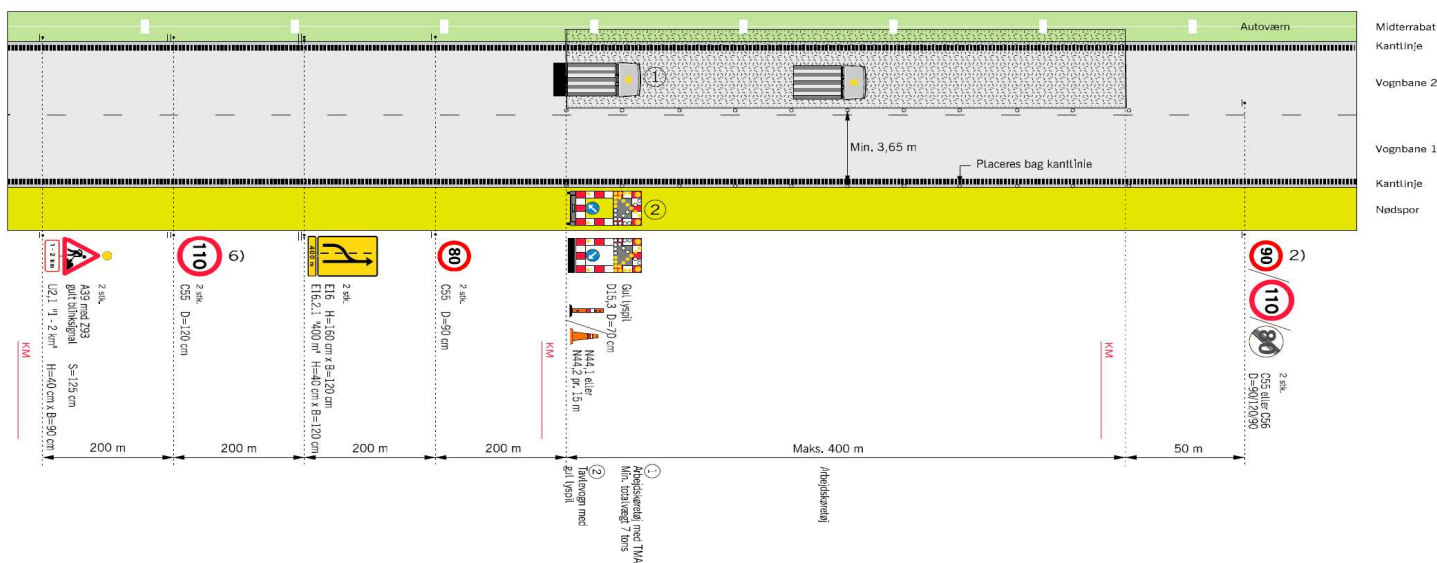 Autoværn
Midterrabat
Kantlinje
Vognbane 2
Vognbane 1
Kantlinje
Nødspor
1
Min. 3,65 m
Placeres bag kantlinie
2
1 - 2 km
2 stk.
A39 med Z93
gult blinksignal S=125 cm
U2,1 "1 - 2 km" H=40 cm x B=90 cm
110
6)
2 stk.
C55 D=120 cm
400 m
2 stk.
E16 H=160 cm x B=120 cm
E16.2.1 "400 m" H=40 cm x B=120 cm
80
2 stk.
C55 D=90 cm
Gul lyspil
D15,3 D=70 cm
N44,1 eller
N44,2 pr. 15 m
90
2)
110
80
2 stk.
C55 eller C56
D=90/120/90
KM
KM
KM
200 m
200 m
200 m
200 m
Maks. 400 m
50 m
1
Arbejdskøretøj med TMA
Min. totalvægt 7 tons
2
Tavlevogn med
gul lyspil
Arbejdskøretøj